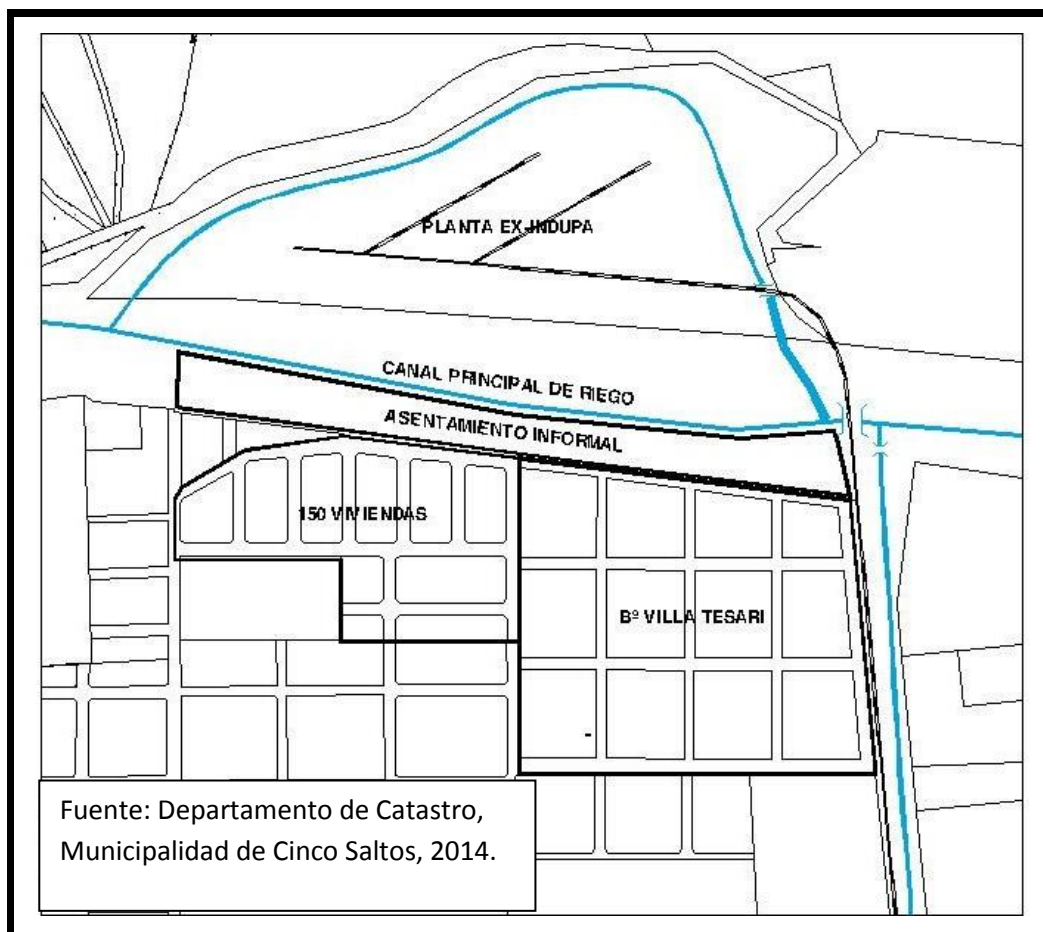 PLANTA EX-INDUPA
CANAL PRINCIPAL DE RIEGO
ASENTAMIENTO INFORMAL
150 VIVIENDAS
Bº VILLA TESARI
Fuente: Departamento de Catastro,
Municipalidad de Cinco Saltos, 2014.